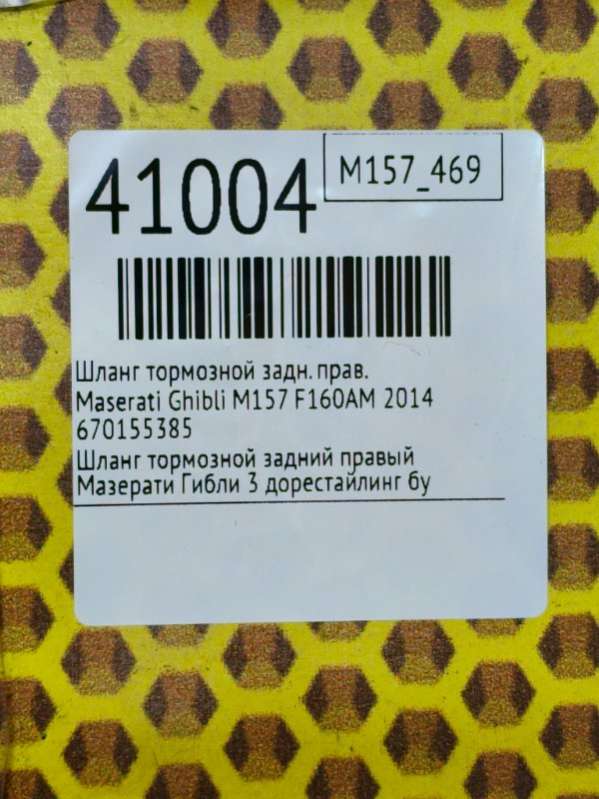 41004
M157_469
Шланг тормозной задн. прав.
Maserati Ghibli M157 F160AM 2014
670155385
Шланг тормозной задний правый
Мазерати Гибли 3 дорестайлинг бу